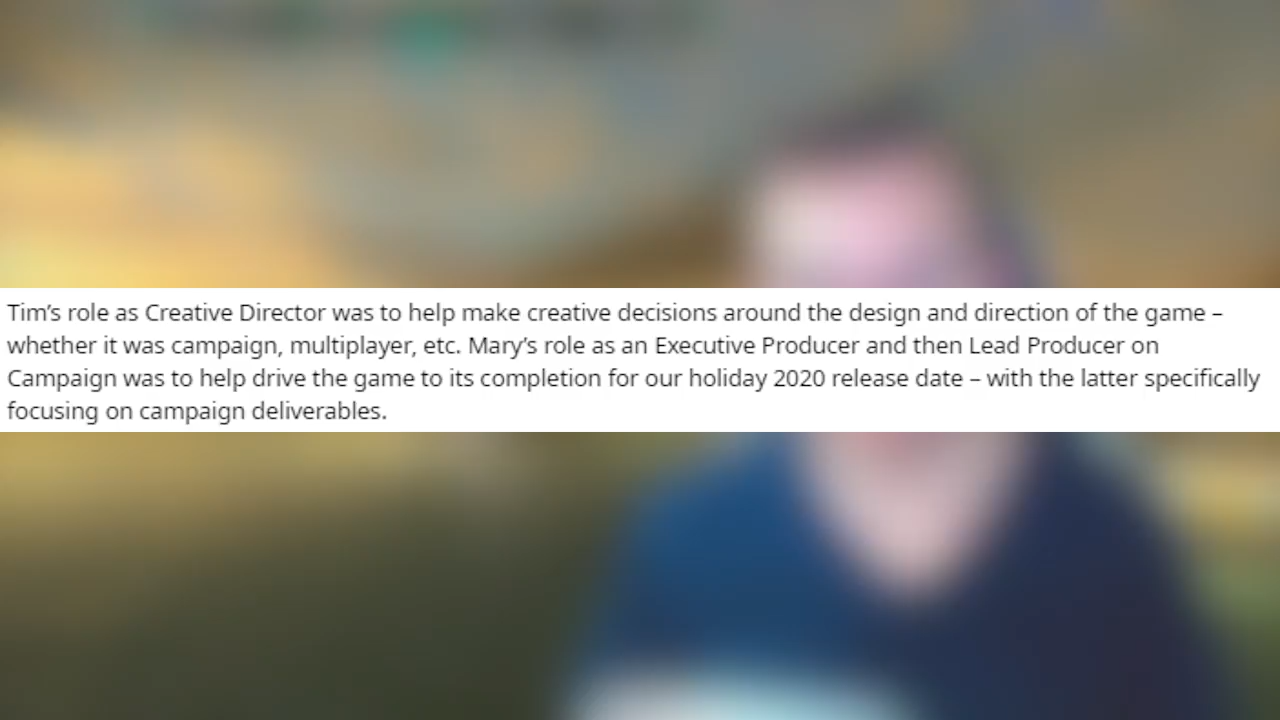 Tim’s role as Creative Director was to help make creative decisions around the design and direction of the game –
whether it was campaign, multiplayer, etc. Mary’s role as an Executive Producer and then Lead Producer on
Campaign was to help drive the game to its completion for our holiday 2020 release date – with the latter specifically
focusing on campaign deliverables.